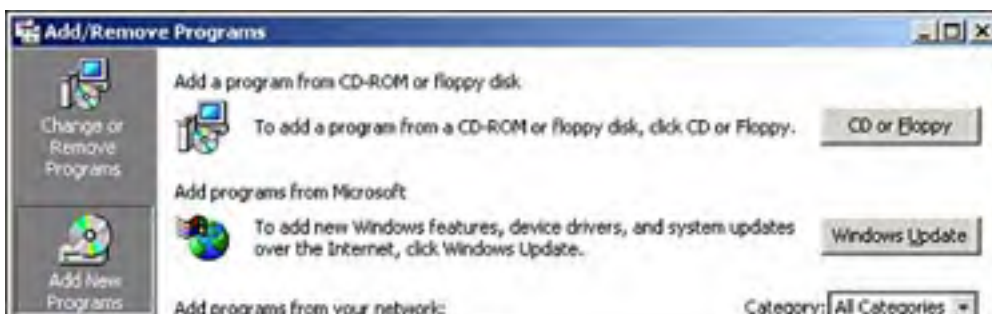 Add/Remove Programs
Change or
Remove
Programs
Add New
Programs
Add a program from CD-ROM or floppy disk
To add a program from a CD-ROM or floppy disk, click CD or Floppy.
CD or Floppy
Add programs from Microsoft
To add new Windows features, device drivers, and system updates
over the Internet, click Windows Update.
Windows Update
Add programs from your network:
Category: All Categories